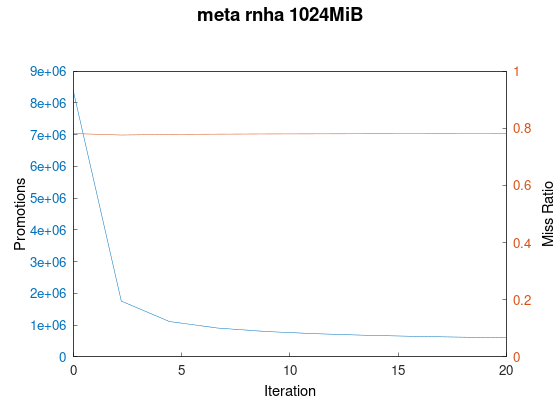 meta rnha 1024MiB
9e+06
8e+06
7e+06
6e+06
5e+06
4e+06
3e+06
2e+06
1e+06
0
Promotions
1
0.8
0.6
0.4
0.2
0
Miss Ratio
0 5 10 15 20
Iteration